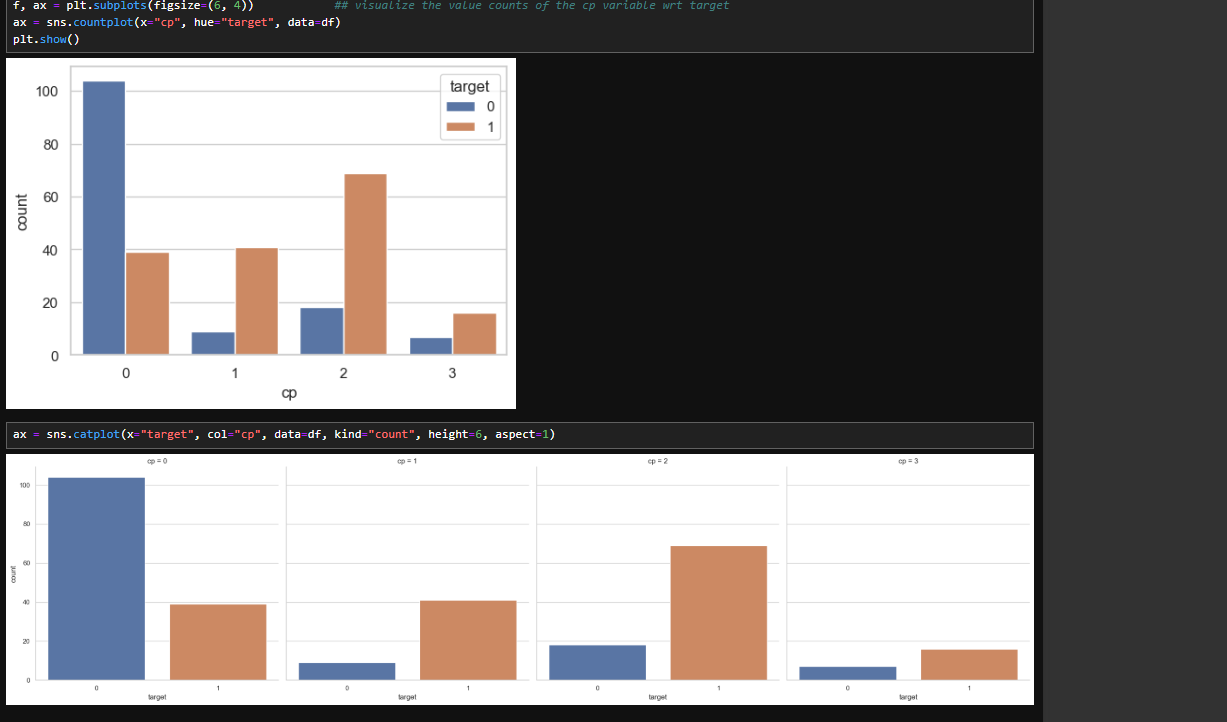 f, ax = plt.subplots(figsize=(6, 4))            ## visualize the value counts of the cp variable wrt target
ax = sns.countplot(x="cp", hue="target", data=df)
plt.show()
target
0
1
100
80
60
40
20
0
count
0 1 2 3
cp
ax = sns.catplot(x="target", col="cp", data=df, kind="count", height=6, aspect=1)
cp = 0 cp = 1 cp = 2 cp = 3
100
80
60
40
20
0
count
0 1 0 1 0 1 0 1
target target target target